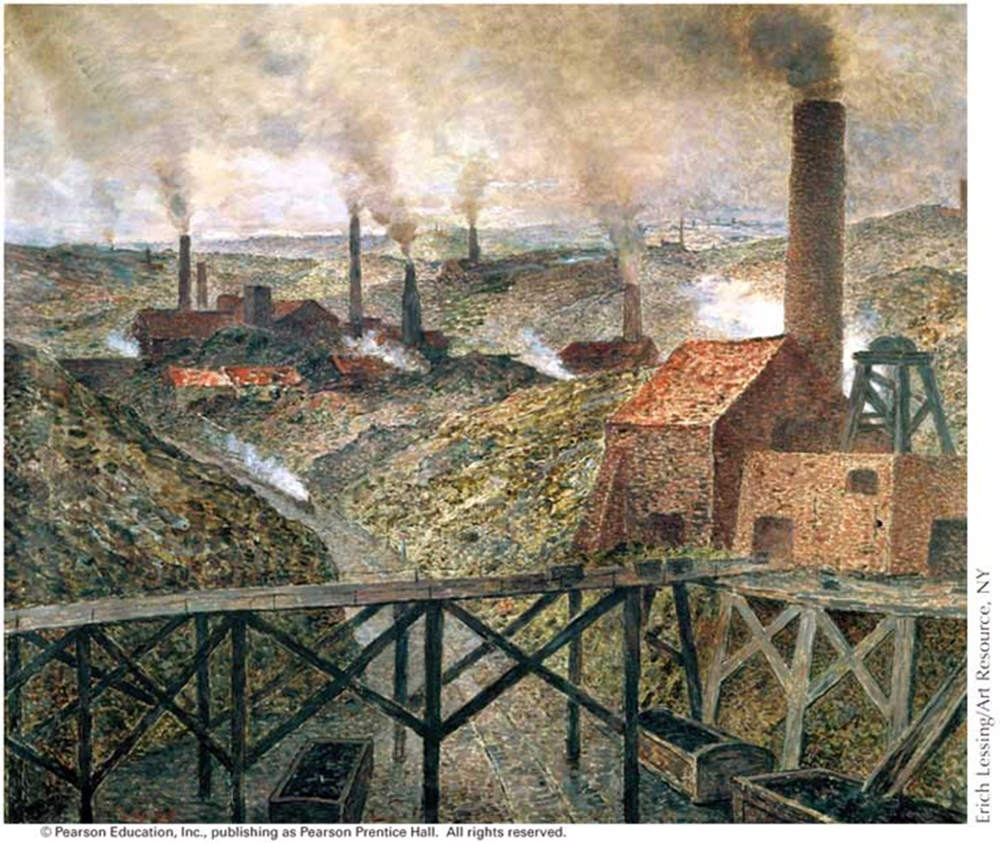 Erich Lessing/Art Resource, NY
© Pearson Education, Inc., publishing as Pearson Prentice Hall. All rights reserved.